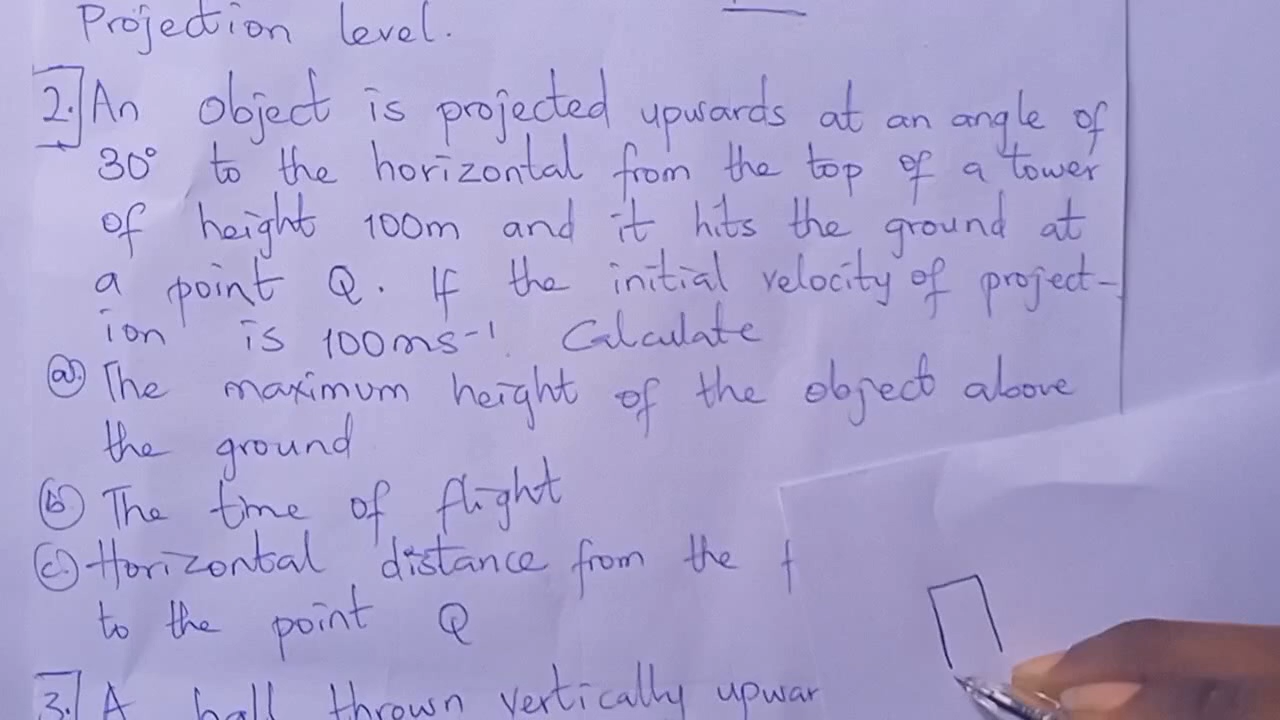 Projection level.
2. An object is projected upwards at an angle of
30° to the horizontal from the top of a tower
of height 100m and it hits the ground at
a point Q. If the initial velocity of project-
ion is 100ms⁻¹. Calculate
a. The maximum height of the object above
the ground
b. The time of flight
c. Horizontal distance from the
to the point Q
3. A ball thrown vertically upwar